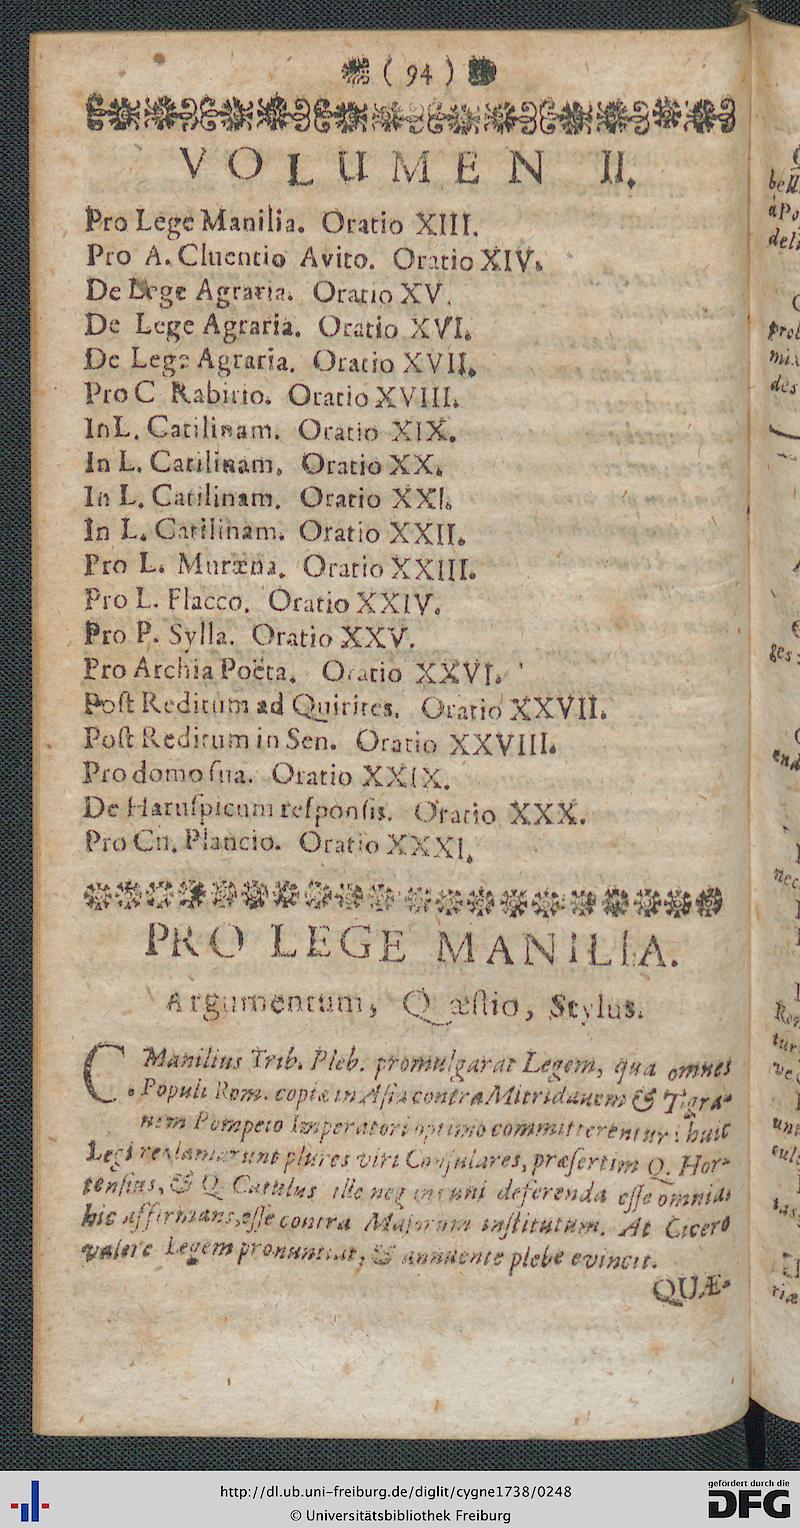 ( 94 )
VOLUMEN II.
Pro Lege Manilia. Oratio XIII.
Pro A. Cluentio Avito. Oratio XIV.
De Lege Agraria. Oratio XV.
De Lege Agraria. Oratio XVI.
De Lege Agraria. Oratio XVII.
Pro C Rabirio. Oratio XVIII.
In L. Catilinam. Oratio XIX.
In L. Catilinam. Oratio XX.
In L. Catilinam. Oratio XXI.
In L. Catilinam. Oratio XXII.
Pro L. Muræna. Oratio XXIII.
Pro L. Flacco. Oratio XXIV.
Pro P. Sylla. Oratio XXV.
Pro Archia Poëta. Oratio XXVI.
Poſt Reditum ad Quirites. Oratio XXVII.
Poſt Reditum in Sen. Oratio XXVIII.
Pro domo ſua. Oratio XXIX.
De Haruſpicum reſponſis. Oratio XXX.
Pro Cn. Plancio. Oratio XXXI.
PRO LEGE MANILIA.
Argumentum, Quæſtio, Stylus.
C. Manilius Trib. Pleb. promulgarat Legem, qua omnes
Populi Rom. copiæ in Aſia contra Mitridatem & Tigra-
nem Pompeio Imperatori optimo committerentur: huic
Legi reclamarunt plures viri Conſulares, præſertim Q. Hor-
tenſius, & Q. Catulus ille neg uni deferenda eſſe omnia:
hic affirmans, eſſe contra Majorum inſtitutum. At Cicero
valere Legem pronuntiat, & annuente plebe evincit.
QUÆ-
http://dl.ub.uni-freiburg.de/diglit/cygne1738/0248
© Universitätsbibliothek Freiburg
gefördert durch die
DFG